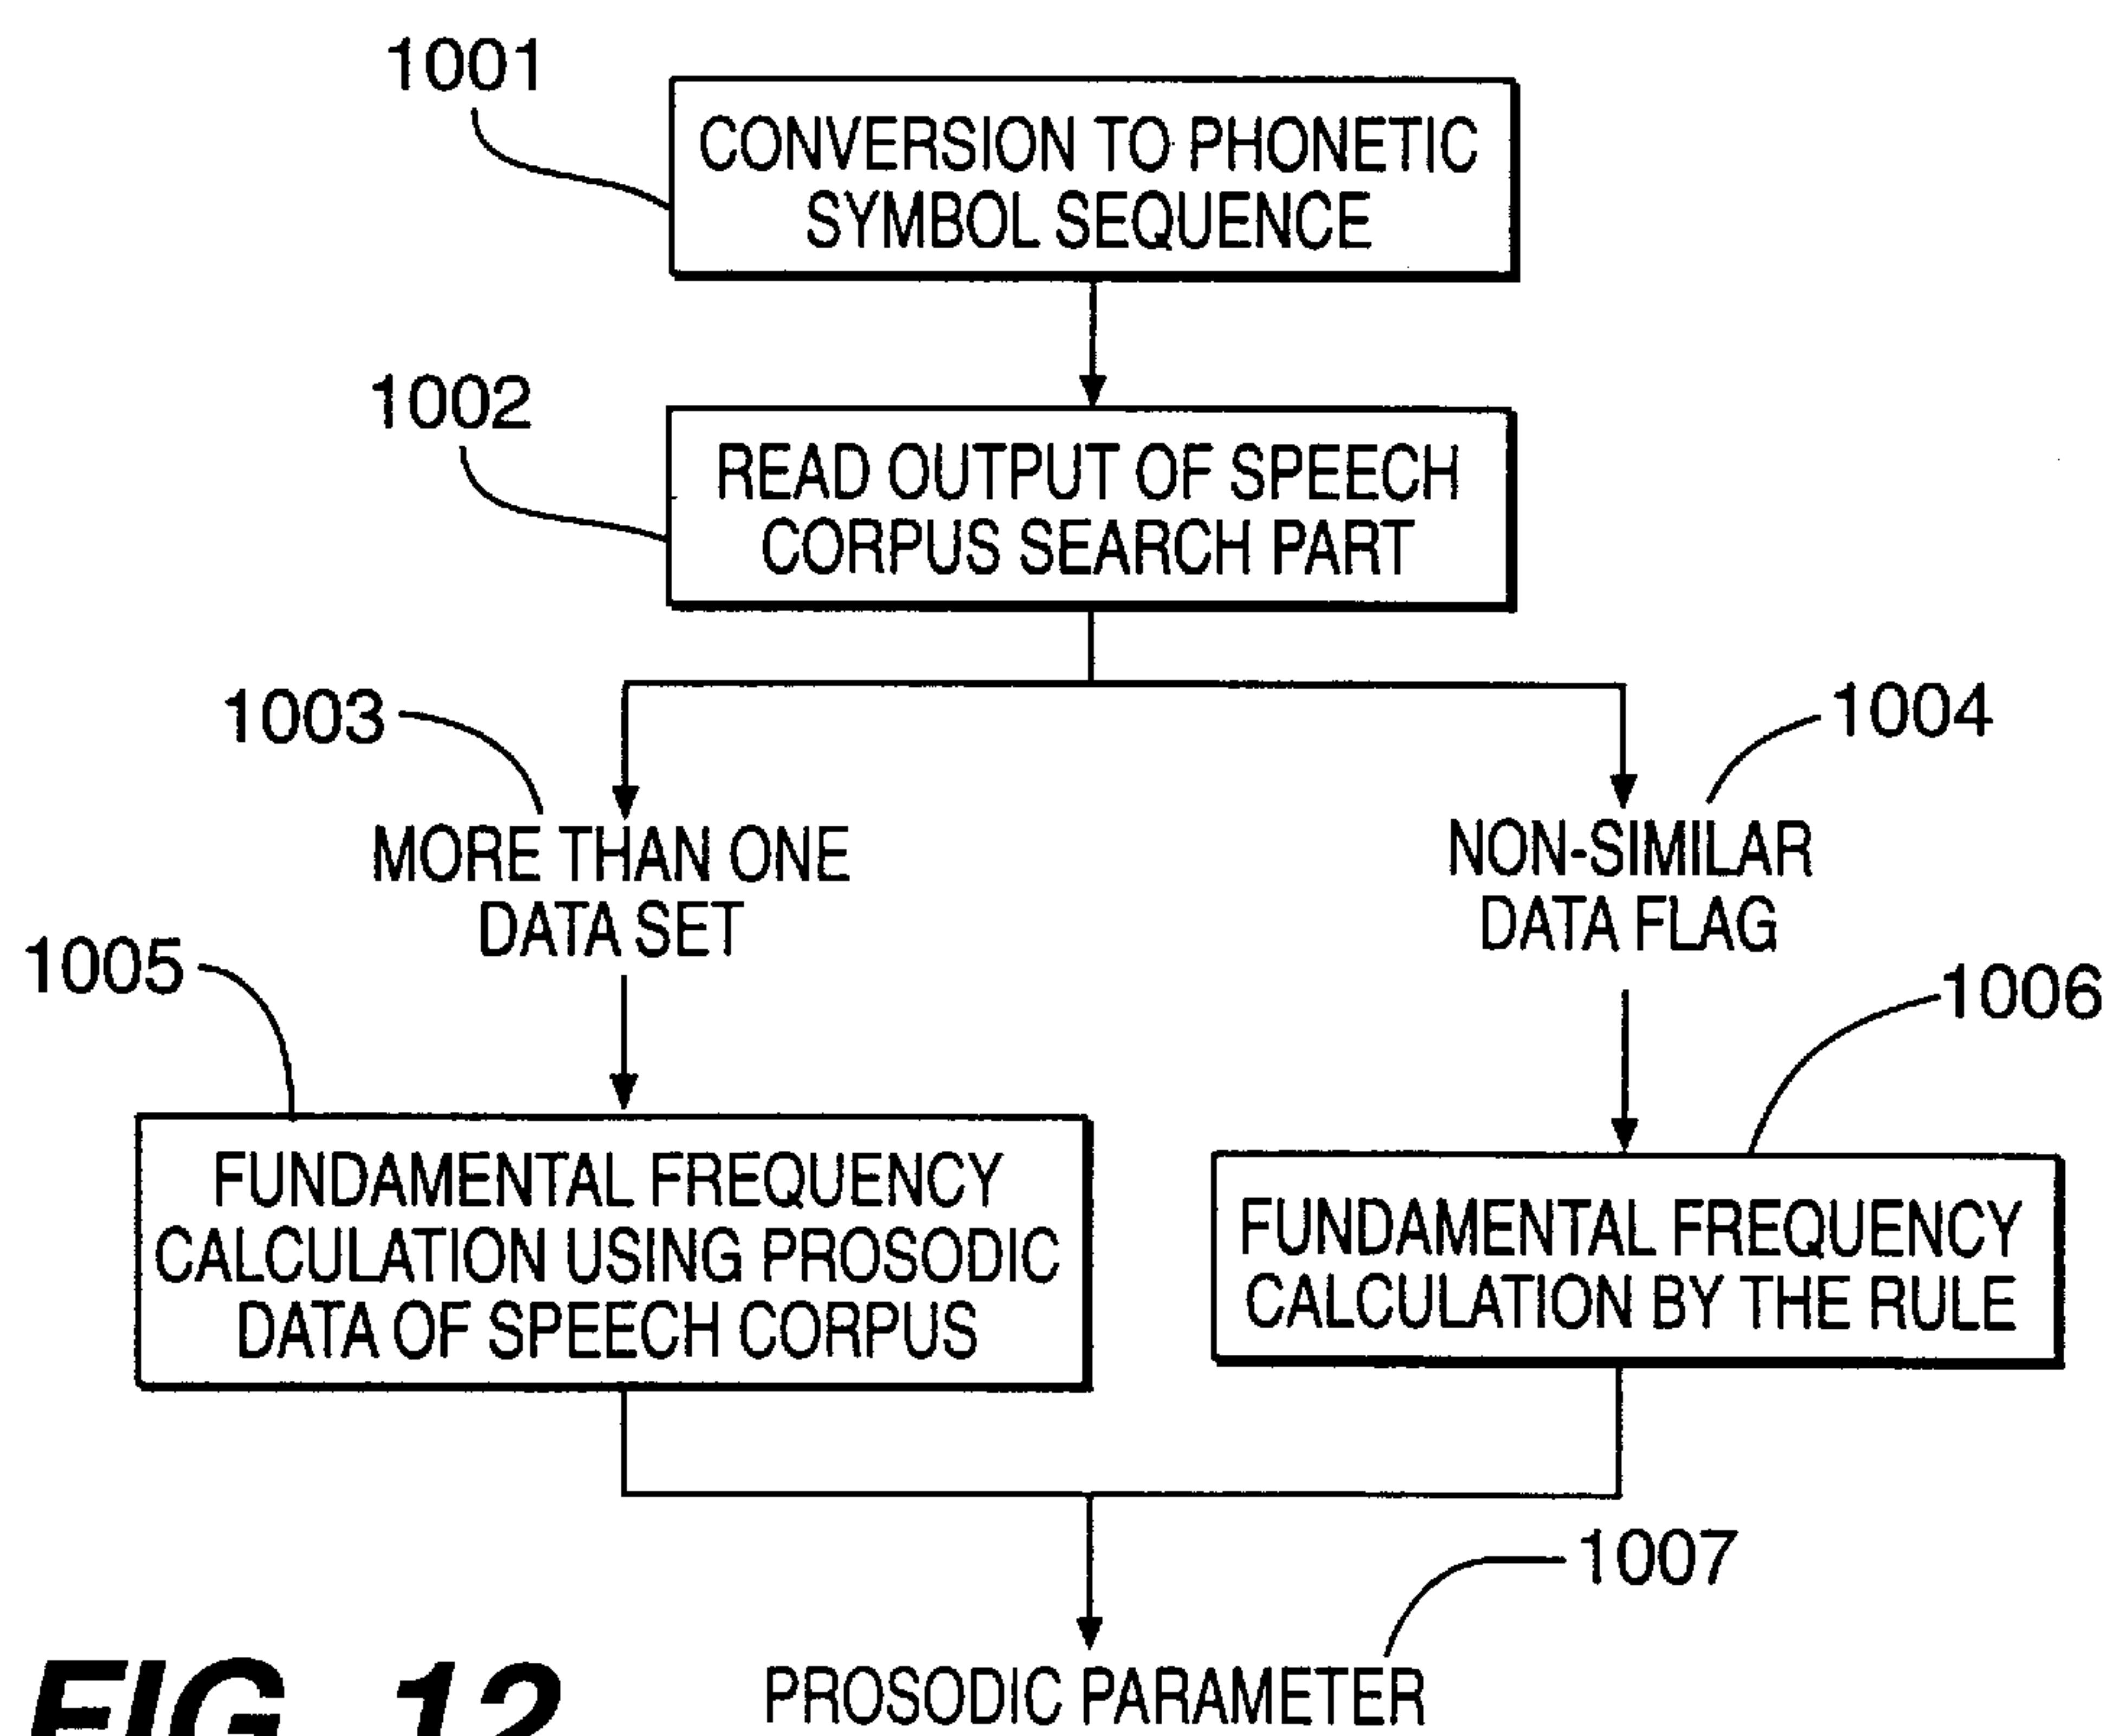 1001
CONVERSION TO PHONETIC
SYMBOL SEQUENCE
1002
READ OUTPUT OF SPEECH
CORPUS SEARCH PART
1003
1004
MORE THAN ONE
DATA SET
NON-SIMILAR
DATA FLAG
1005
1006
FUNDAMENTAL FREQUENCY
CALCULATION USING PROSODIC
DATA OF SPEECH CORPUS
FUNDAMENTAL FREQUENCY
CALCULATION BY THE RULE
1007
PROSODIC PARAMETER
FIG. 12